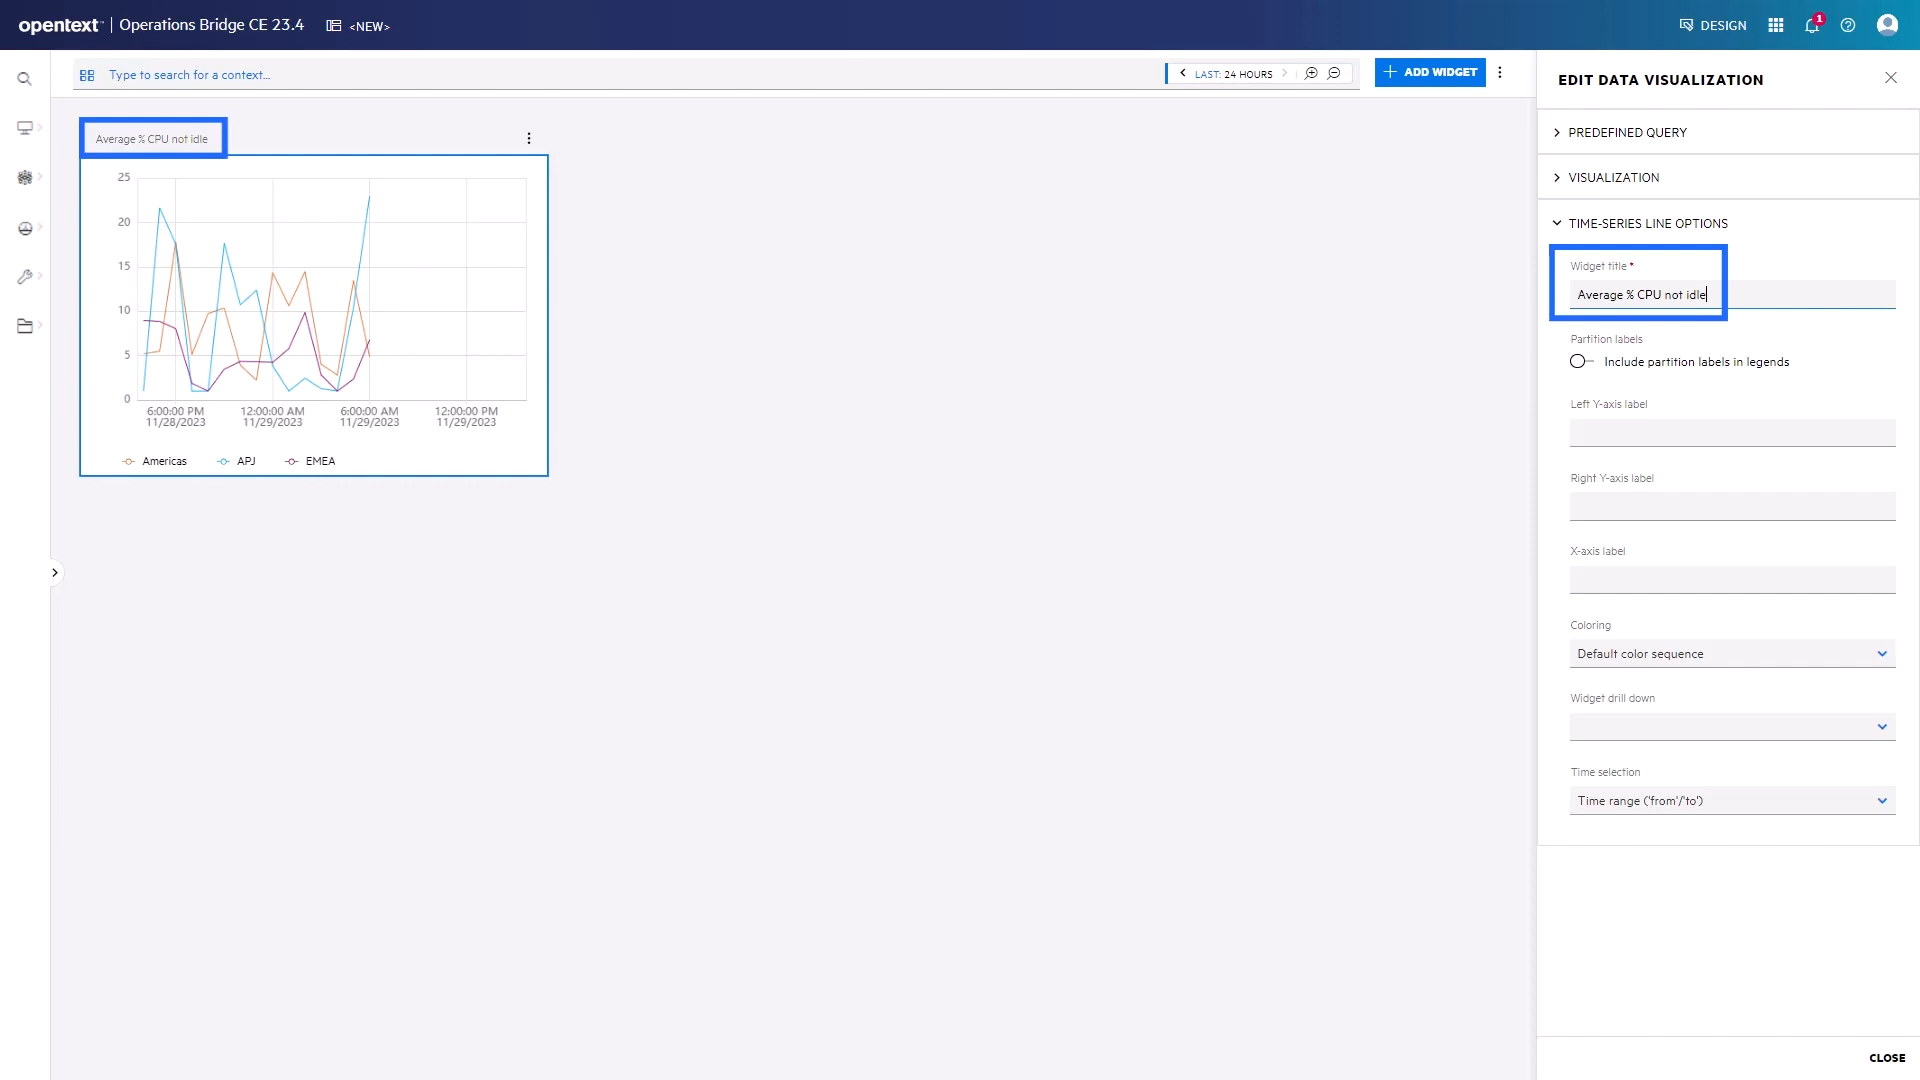 opentext™ | Operations Bridge CE 23.4 <NEW> DESIGN 1
Type to search for a context... LAST: 24 HOURS ADD WIDGET
Average % CPU not idle
25
20
15
10
5
0
6:00:00 PM 12:00:00 AM 6:00:00 AM 12:00:00 PM
11/28/2023 11/29/2023 11/29/2023 11/29/2023
Americas APJ EMEA
EDIT DATA VISUALIZATION
PREDEFINED QUERY
VISUALIZATION
TIME-SERIES LINE OPTIONS
Widget title *
Average % CPU not idle
Partition labels
Include partition labels in legends
Left Y-axis label
Right Y-axis label
X-axis label
Coloring
Default color sequence
Widget drill down
Time selection
Time range ('from'/'to')
CLOSE